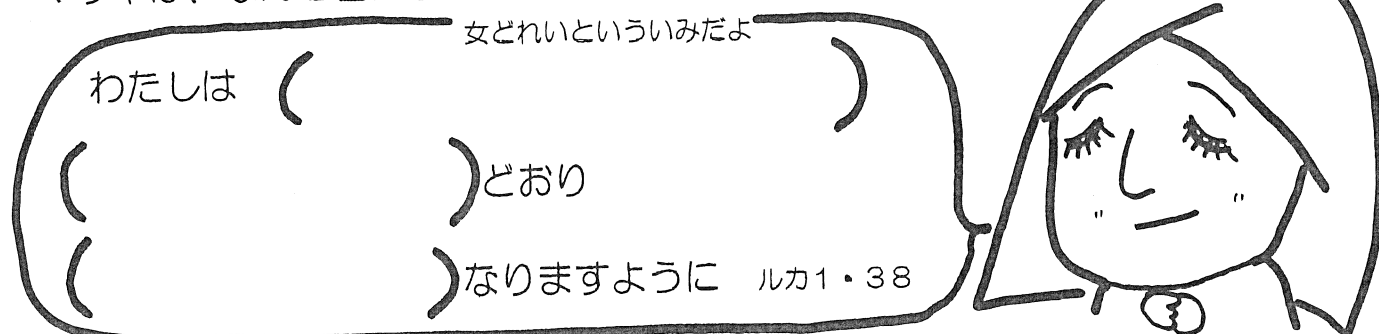 女どれいといういみだよ
わたしは（　　　　　　　　　　）
（　　　　　　　）どおり
（　　　　　　　）なりますように　ルカ1・38